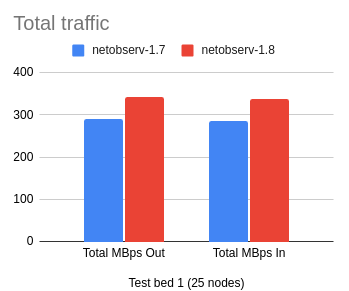 Total traffic
netobserv-1.7 netobserv-1.8
400
300
200
100
0
Total MBps Out Total MBps In
Test bed 1 (25 nodes)